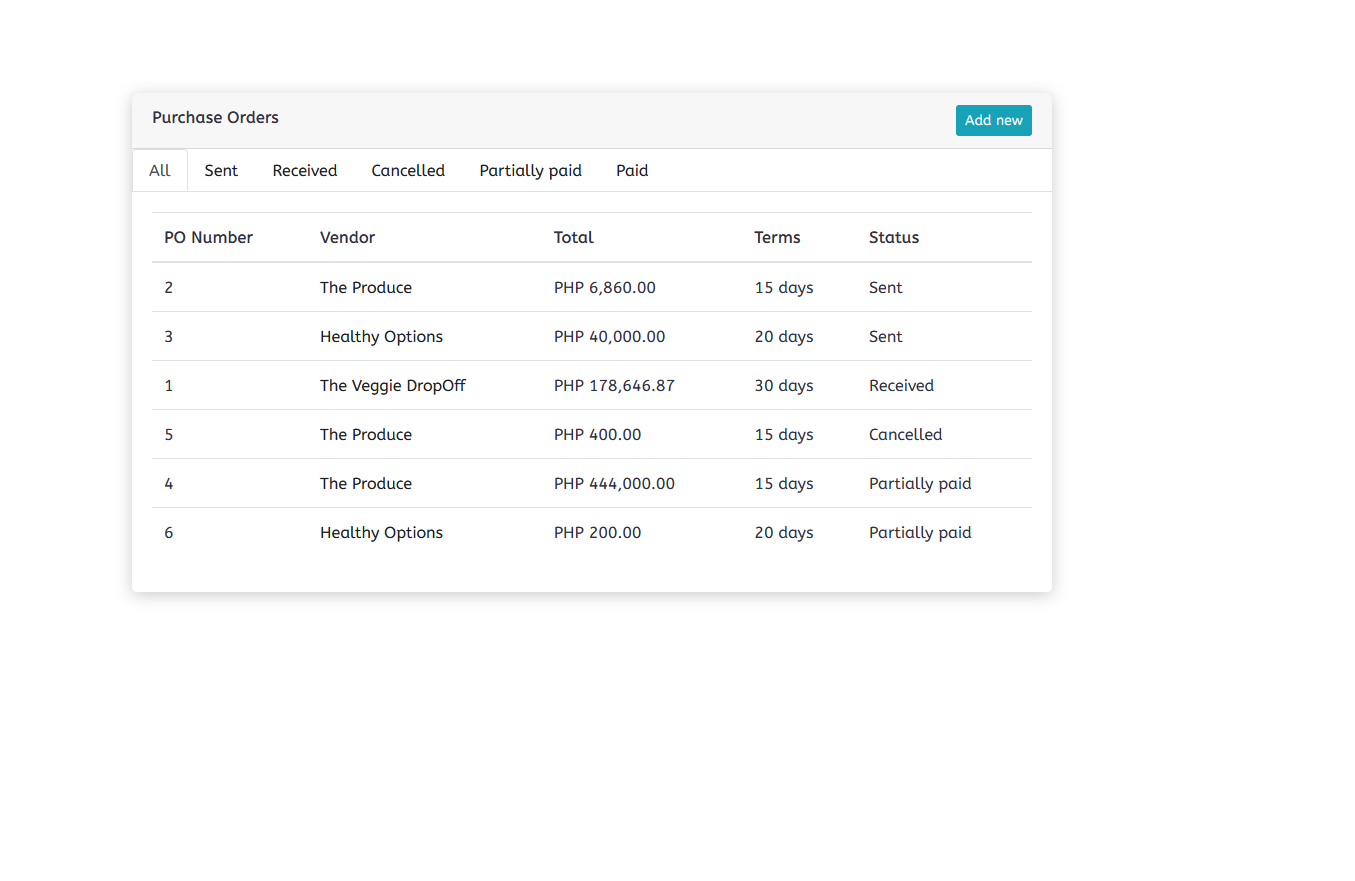 Purchase Orders Add new
All Sent Received Cancelled Partially paid Paid
PO Number Vendor Total Terms Status
2 The Produce PHP 6,860.00 15 days Sent
3 Healthy Options PHP 40,000.00 20 days Sent
1 The Veggie DropOff PHP 178,646.87 30 days Received
5 The Produce PHP 400.00 15 days Cancelled
4 The Produce PHP 444,000.00 15 days Partially paid
6 Healthy Options PHP 200.00 20 days Partially paid